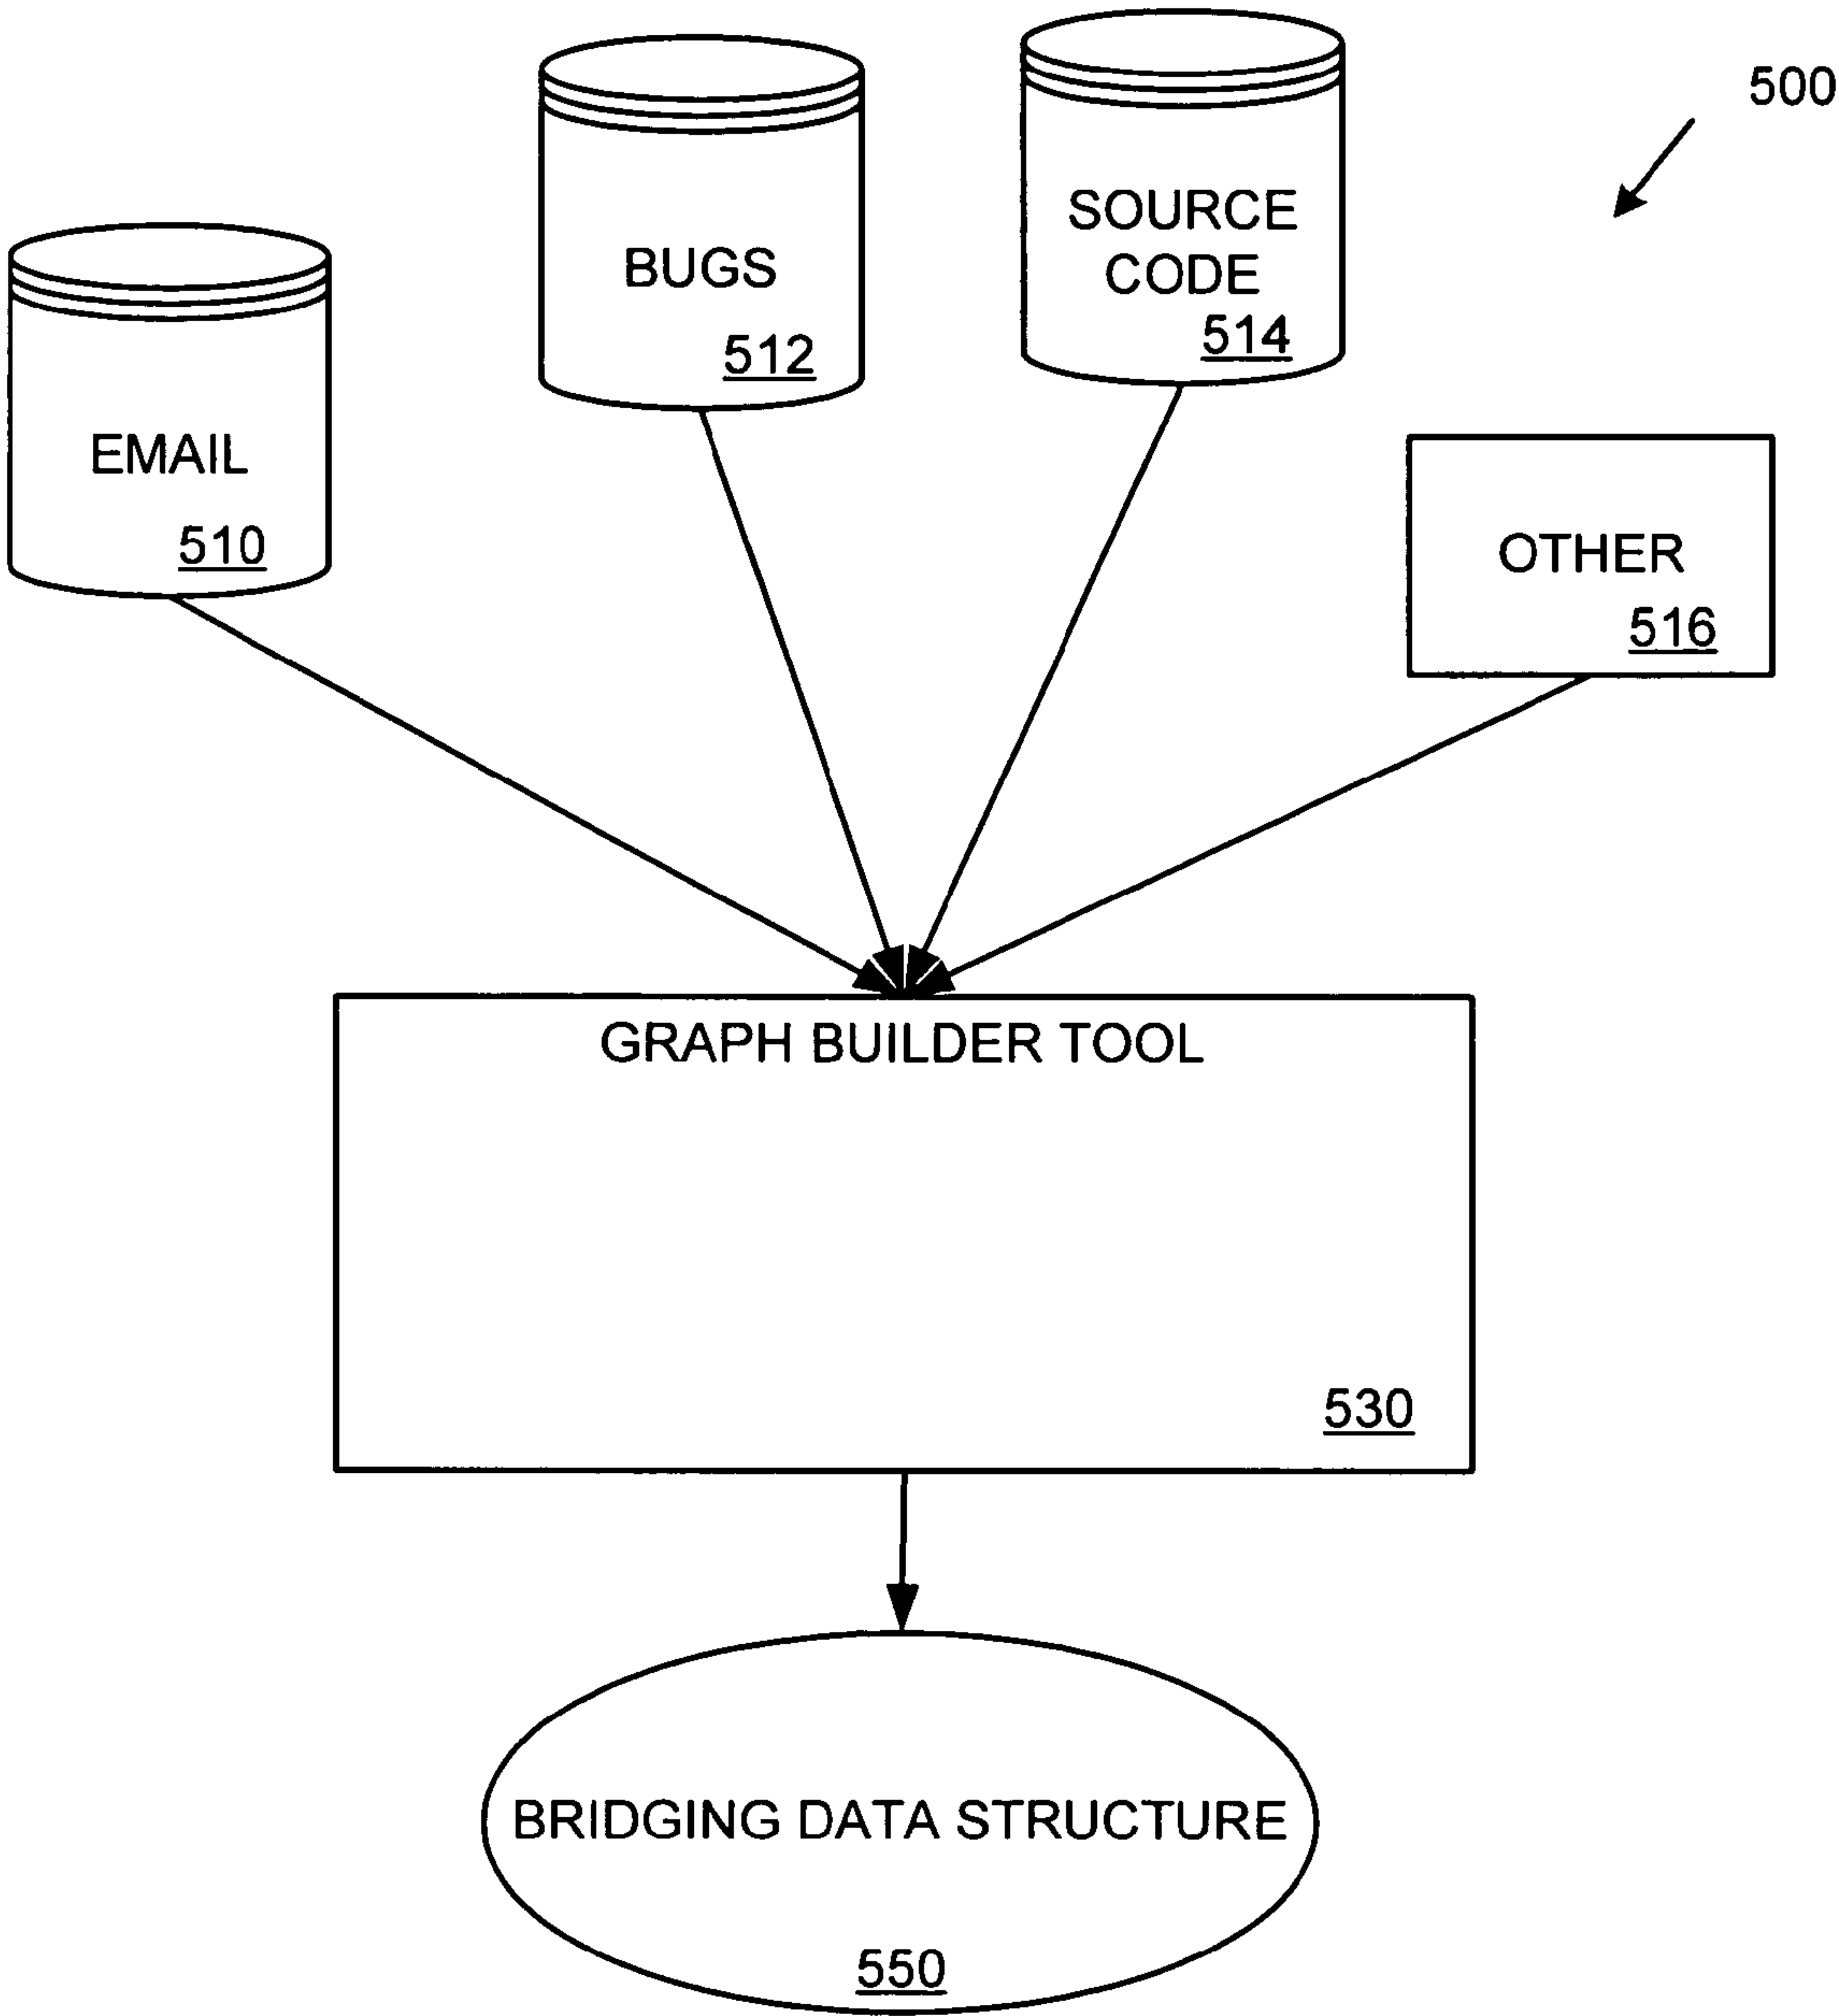 500
SOURCE
CODE
514
BUGS
512
EMAIL
510
OTHER
516
GRAPH BUILDER TOOL
530
BRIDGING DATA STRUCTURE
550